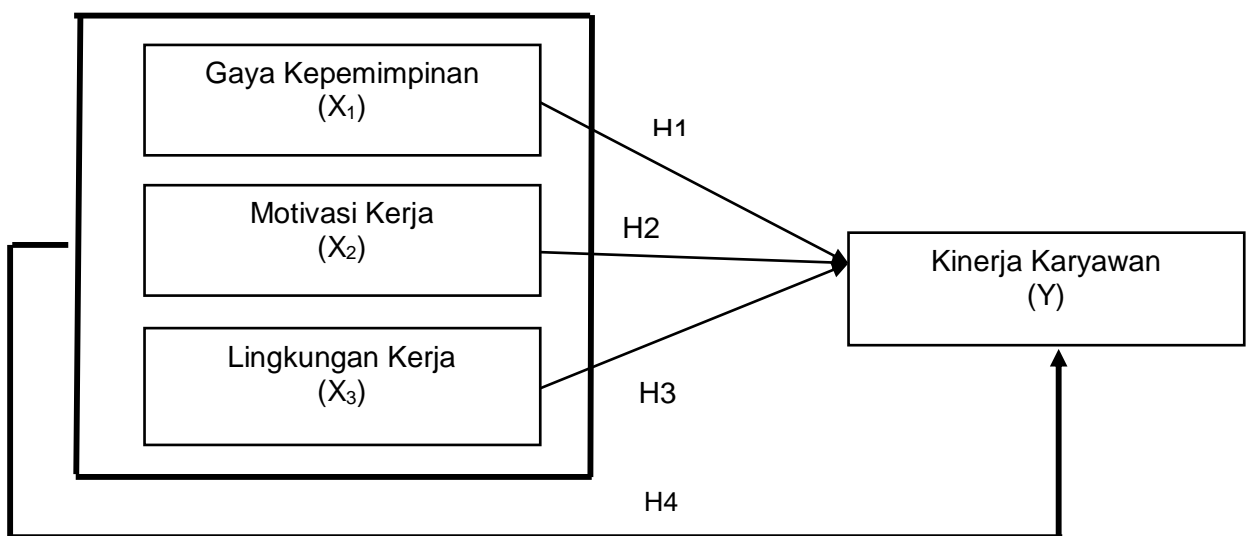 Gaya Kepemimpinan
(X₁)
H1
Motivasi Kerja
(X₂)
H2
Kinerja Karyawan
(Y)
Lingkungan Kerja
(X₃)
H3
H4